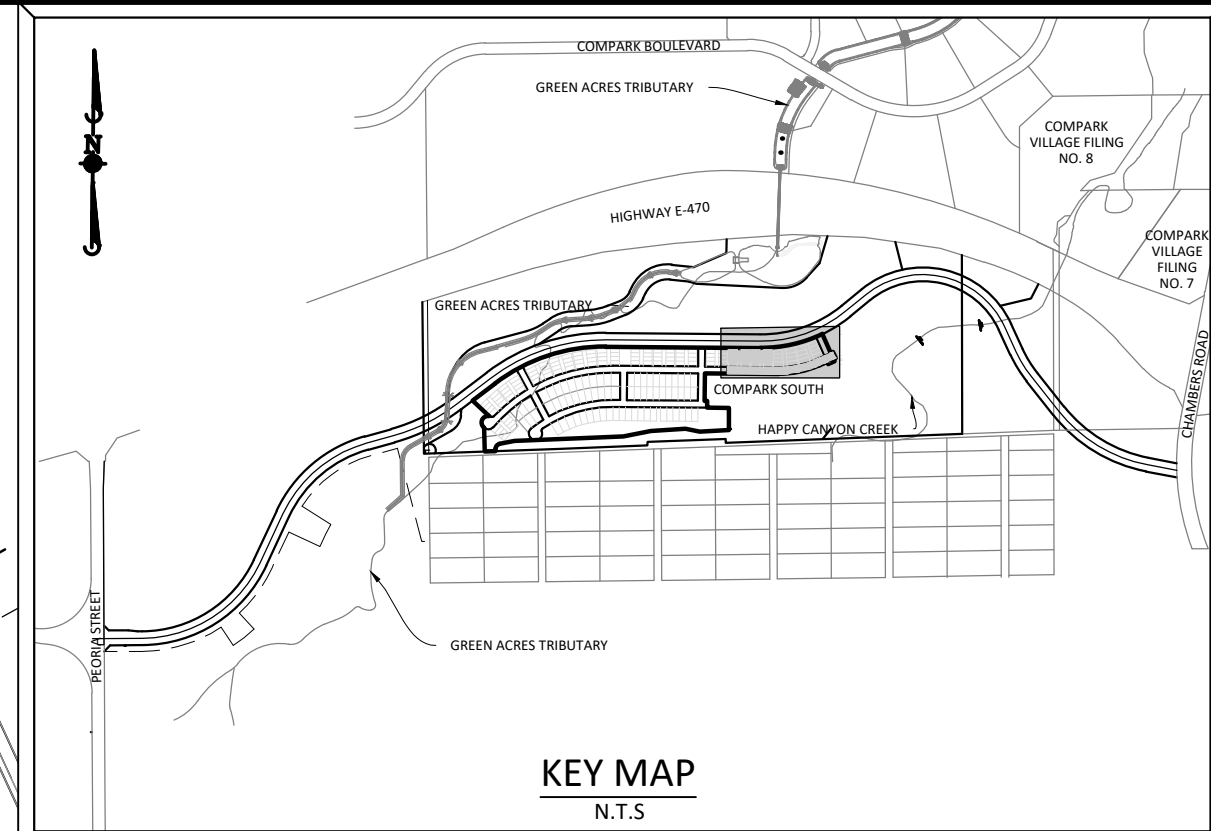 COMPARK BOULEVARD
GREEN ACRES TRIBUTARY
COMPARK
VILLAGE FILING
NO. 8
N
HIGHWAY E-470
COMPARK
VILLAGE
FILING
NO. 7
GREEN ACRES TRIBUTARY
COMPARK SOUTH
HAPPY CANYON CREEK
CHAMBERS ROAD
PEORIA STREET
GREEN ACRES TRIBUTARY
KEY MAP
N.T.S